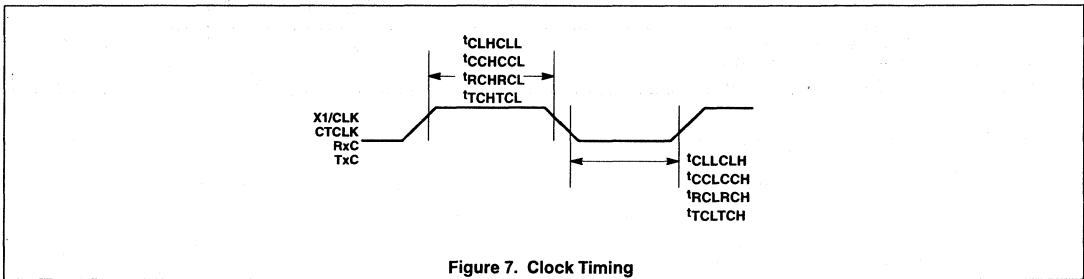 tCLHCLL
tCCHCCL
tRCHRCL
tTCHTCL
X1/CLK
CTCLK
RxC
TxC
tCLLCLH
tCCLCCH
tRCLRCH
tTCLTCH
Figure 7. Clock Timing